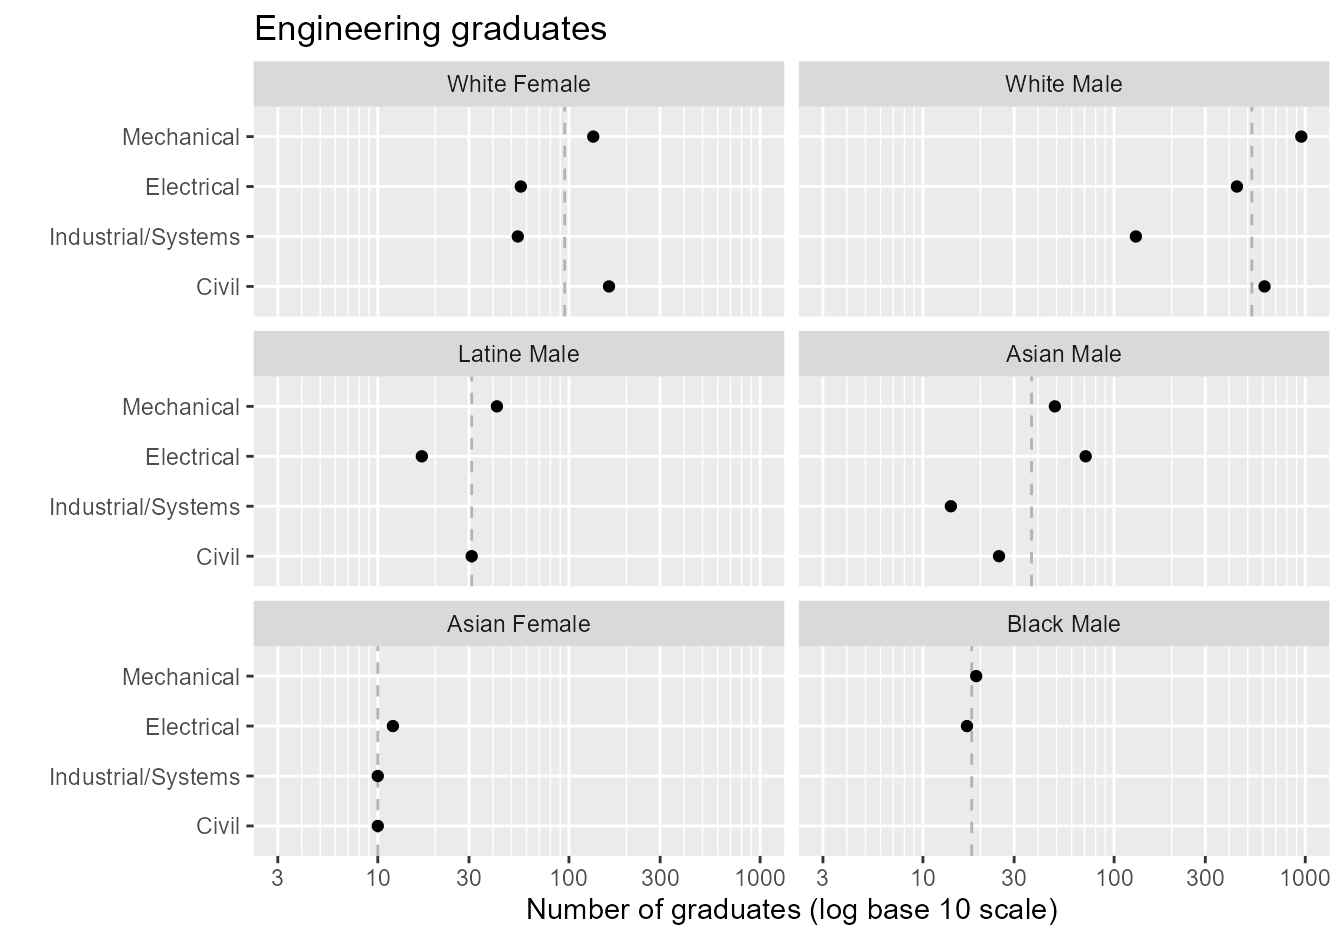 Engineering graduates
White Female
White Male
Mechanical
Electrical
Industrial/Systems
Civil
Latine Male
Asian Male
Mechanical
Electrical
Industrial/Systems
Civil
Asian Female
Black Male
Mechanical
Electrical
Industrial/Systems
Civil
3 10 30 100 300 1000
3 10 30 100 300 1000
Number of graduates (log base 10 scale)